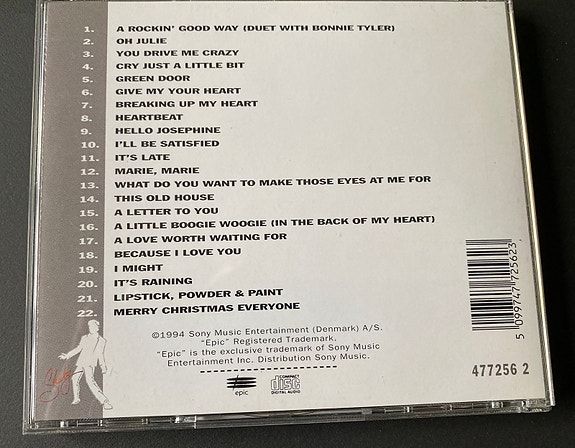 1. A ROCKIN' GOOD WAY (DUET WITH BONNIE TYLER)
2. OH JULIE
3. YOU DRIVE ME CRAZY
4. CRY JUST A LITTLE BIT
5. GREEN DOOR
6. GIVE MY YOUR HEART
7. BREAKING UP MY HEART
8. HEARTBEAT
9. HELLO JOSEPHINE
10. I'LL BE SATISFIED
11. IT'S LATE
12. MARIE, MARIE
13. WHAT DO YOU WANT TO MAKE THOSE EYES AT ME FOR
14. THIS OLD HOUSE
15. A LETTER TO YOU
16. A LITTLE BOOGIE WOOGIE (IN THE BACK OF MY HEART)
17. A LOVE WORTH WAITING FOR
18. BECAUSE I LOVE YOU
19. I MIGHT
20. IT'S RAINING
21. LIPSTICK, POWDER & PAINT
22. MERRY CHRISTMAS EVERYONE
5 099747 725623
©1994 Sony Music Entertainment (Denmark) A/S.
"Epic" Registered Trademark.
"Epic" is the exclusive trademark of Sony Music
Entertainment Inc. Distribution Sony Music.
epic
COMPACT
disc
DIGITAL AUDIO
477256 2